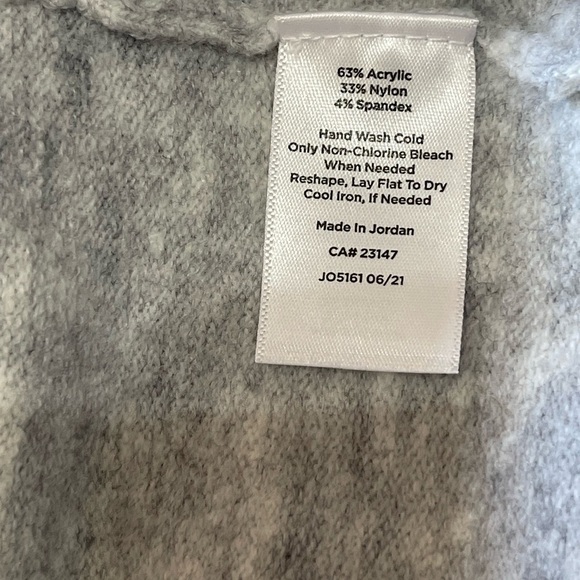 63% Acrylic
33% Nylon
4% Spandex
Hand Wash Cold
Only Non-Chlorine Bleach
When Needed
Reshape, Lay Flat To Dry
Cool Iron, If Needed
Made In Jordan
CA# 23147
JO5161 06/21